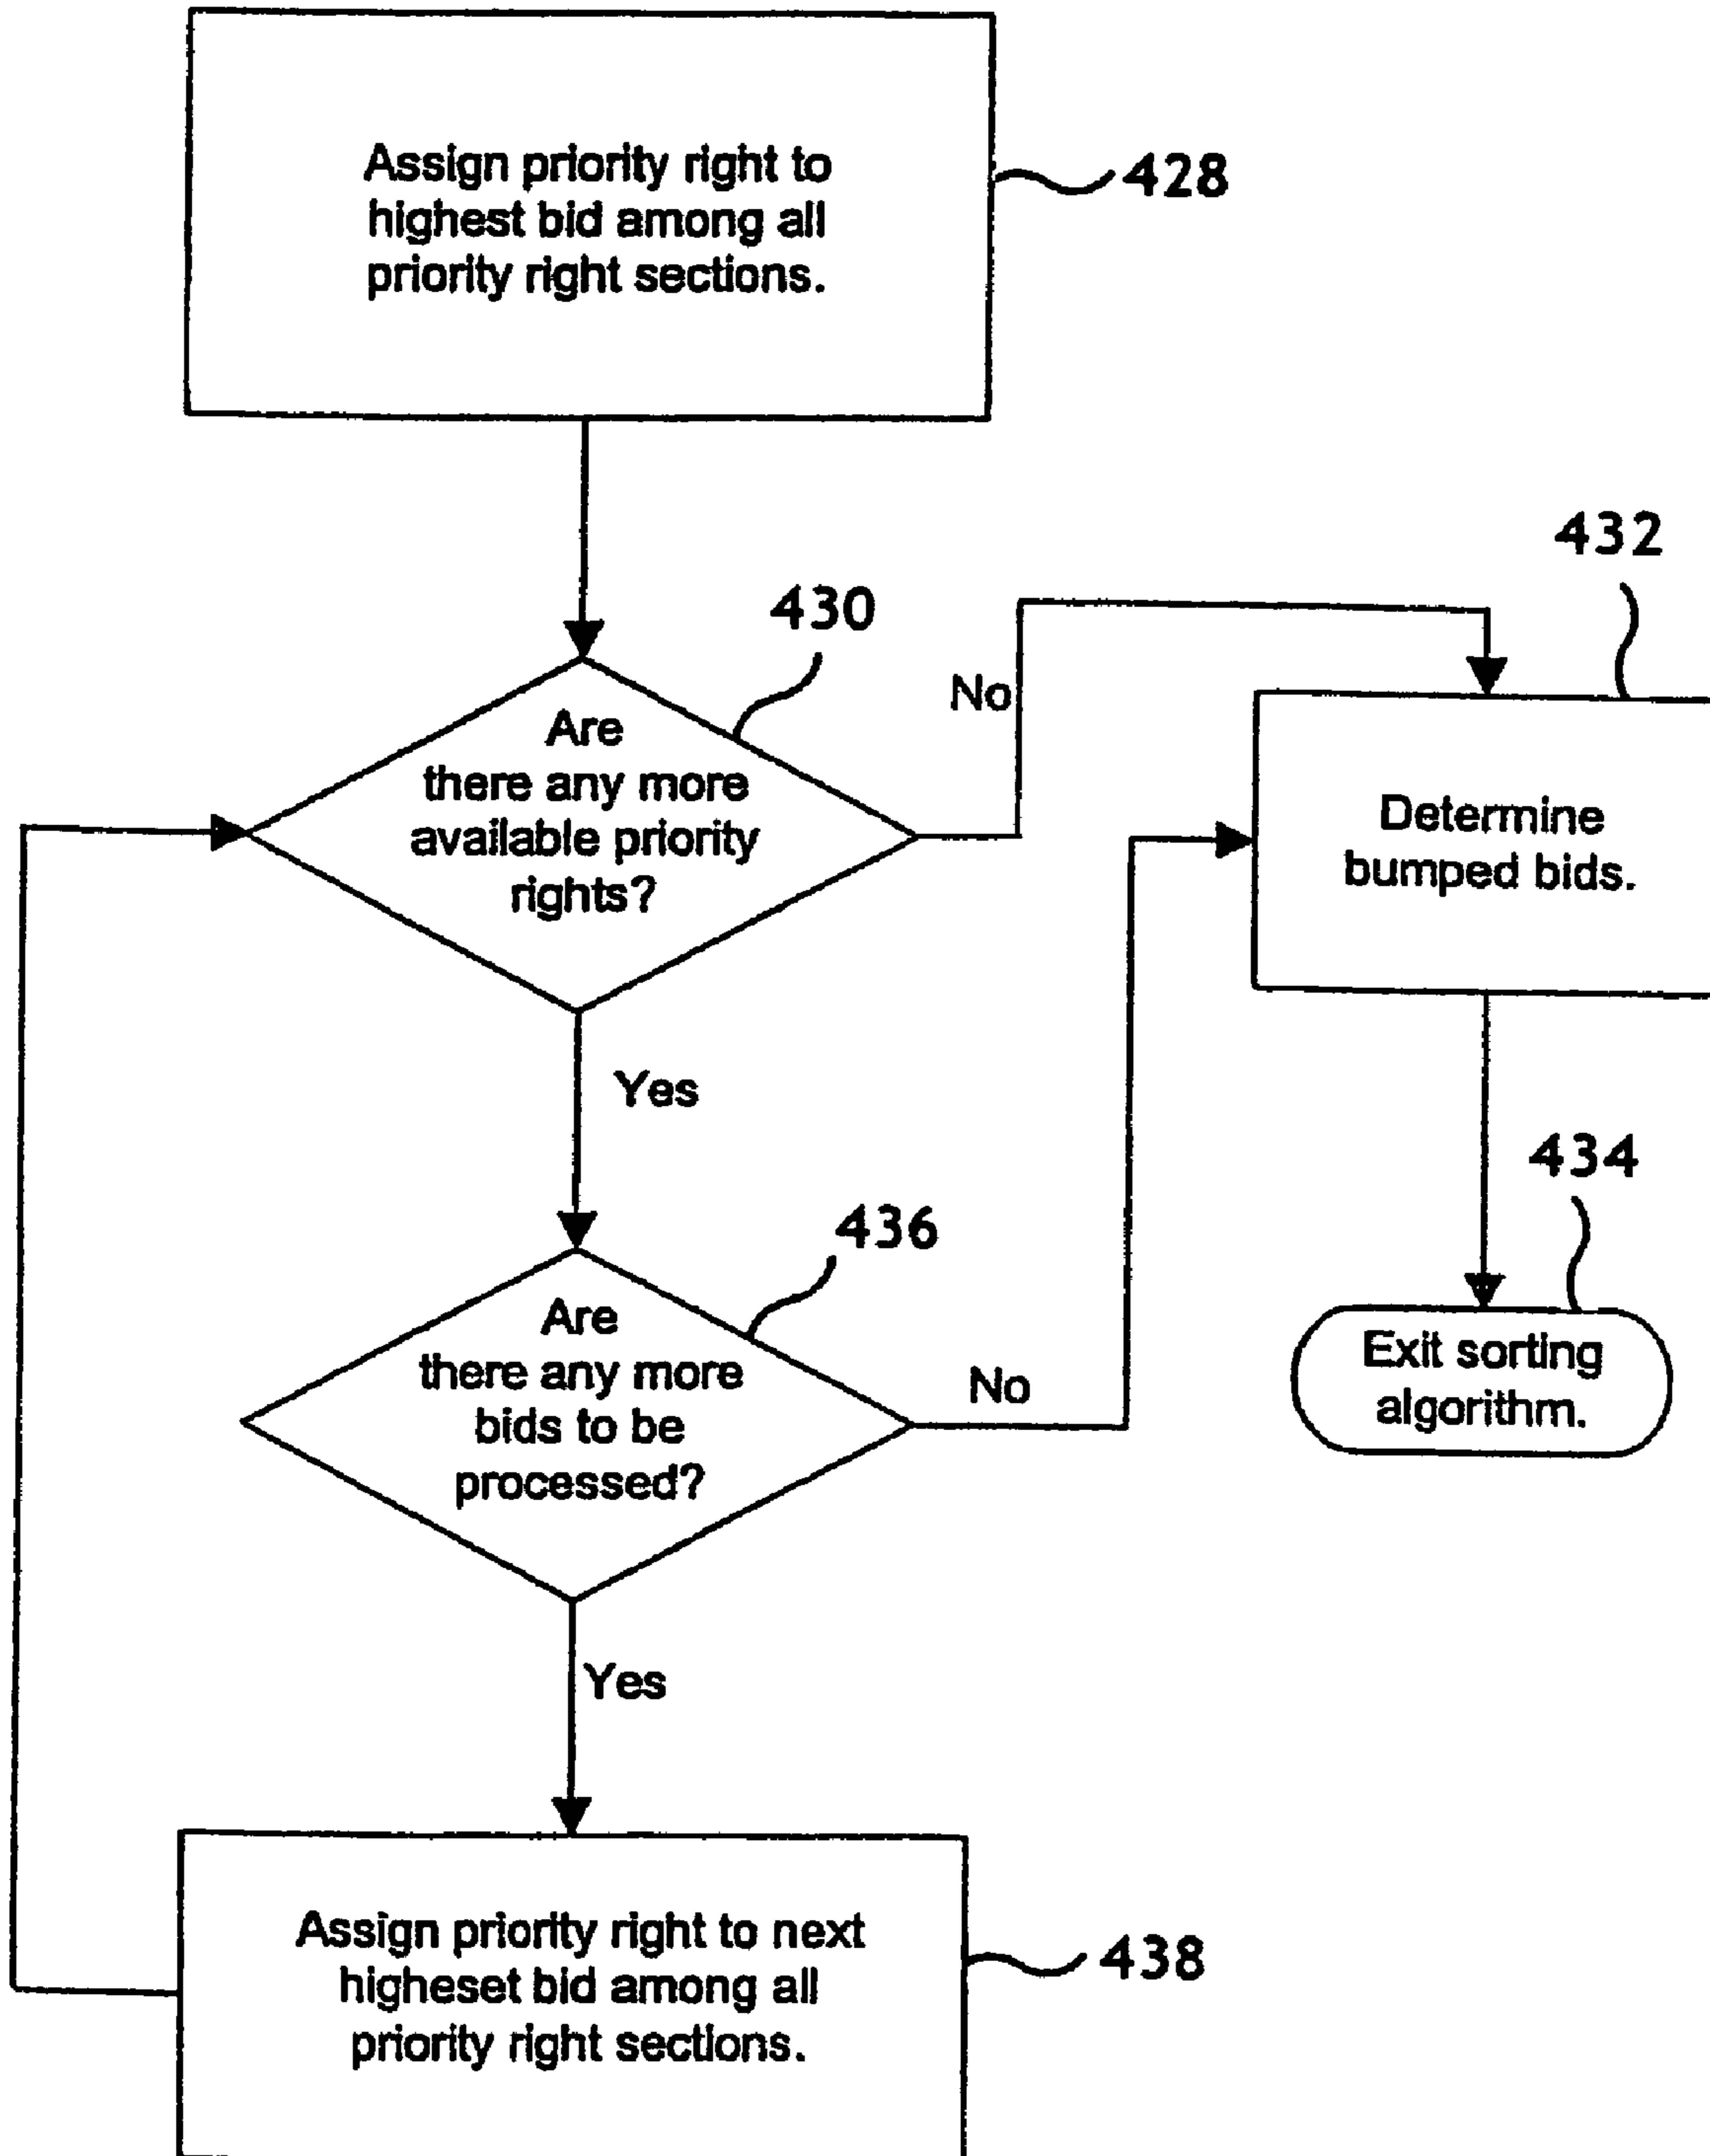 Assign priority right to
highest bid among all
priority right sections.
428
432
430
No
Are
there any more
available priority
rights?
Determine
bumped bids.
Yes
434
436
Are
there any more
bids to be
processed?
No
Exit sorting
algorithm.
Yes
Assign priority right to next
higheset bid among all
priority right sections.
438